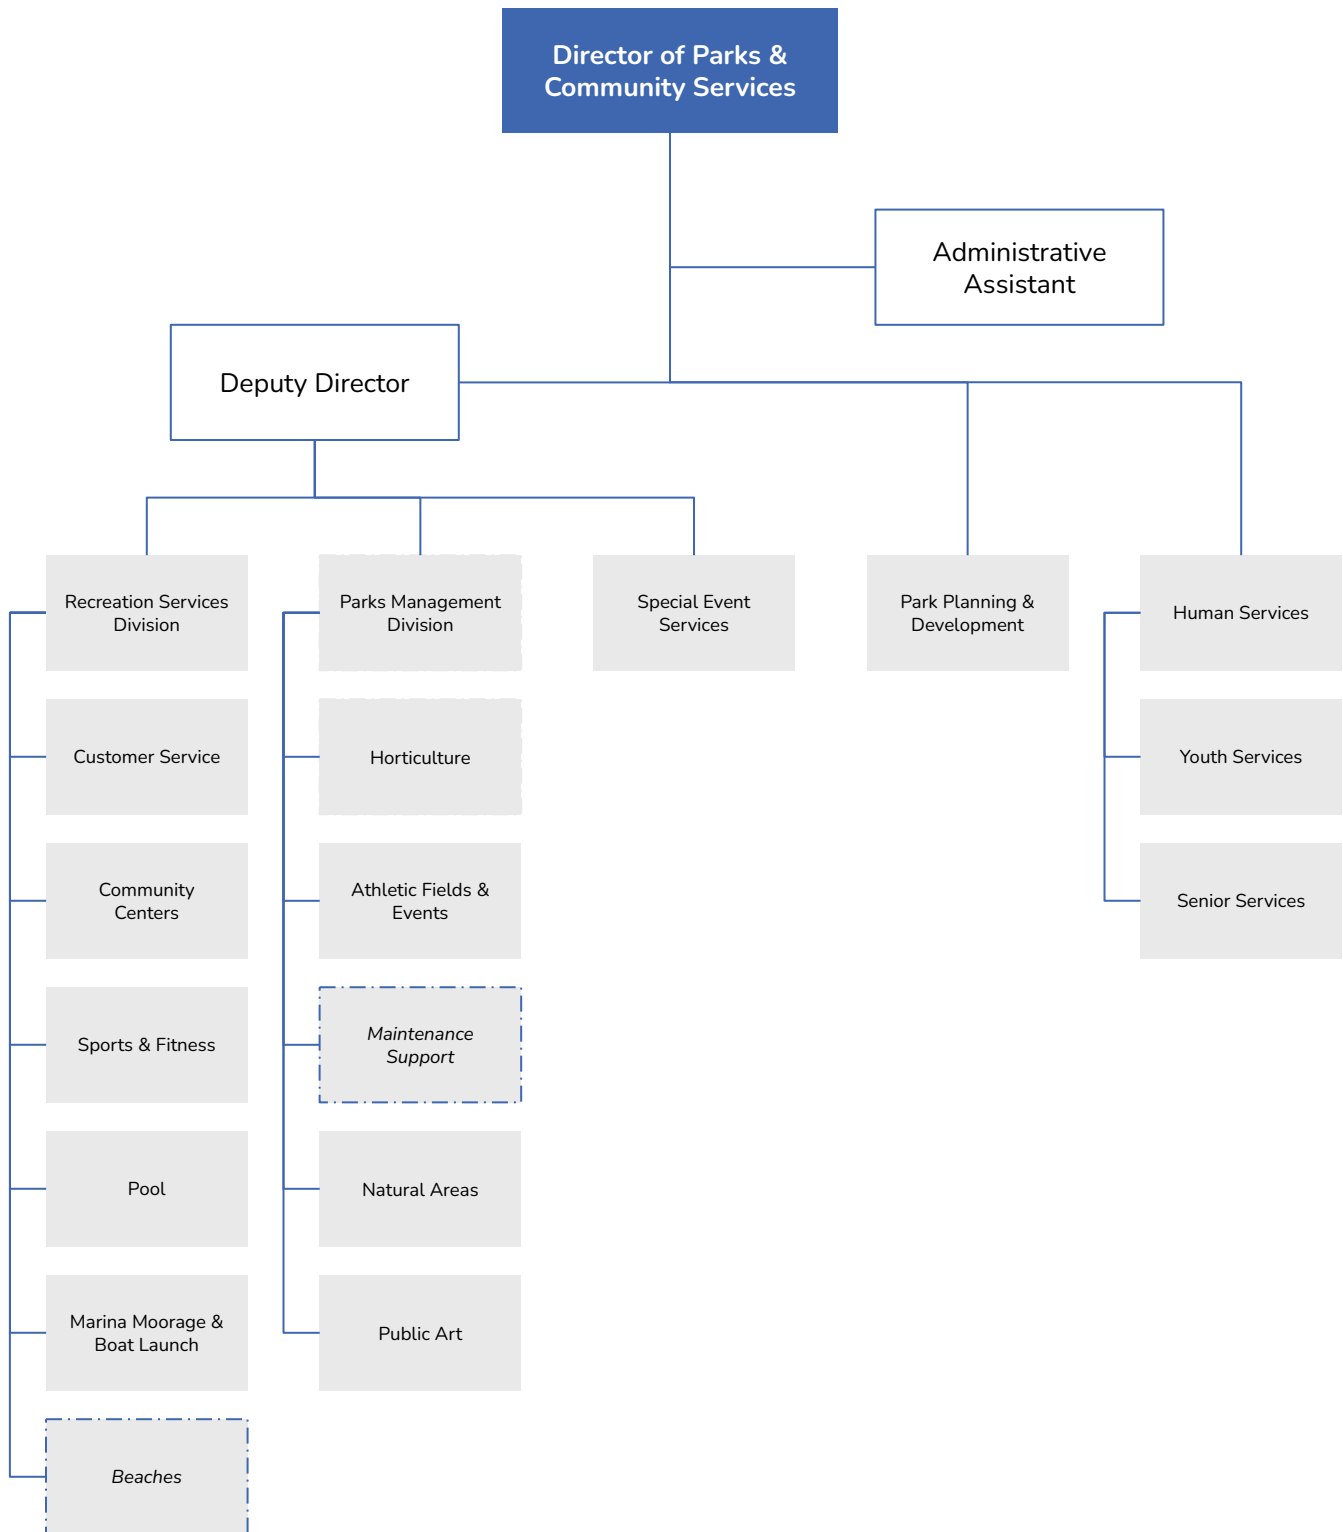 Director of Parks &
Community Services
Administrative
Assistant
Deputy Director
Recreation Services
Division
Parks Management
Division
Special Event
Services
Park Planning &
Development
Human Services
Customer Service
Horticulture
Youth Services
Community
Centers
Athletic Fields &
Events
Senior Services
Sports & Fitness
Maintenance
Support
Pool
Natural Areas
Marina Moorage &
Boat Launch
Public Art
Beaches